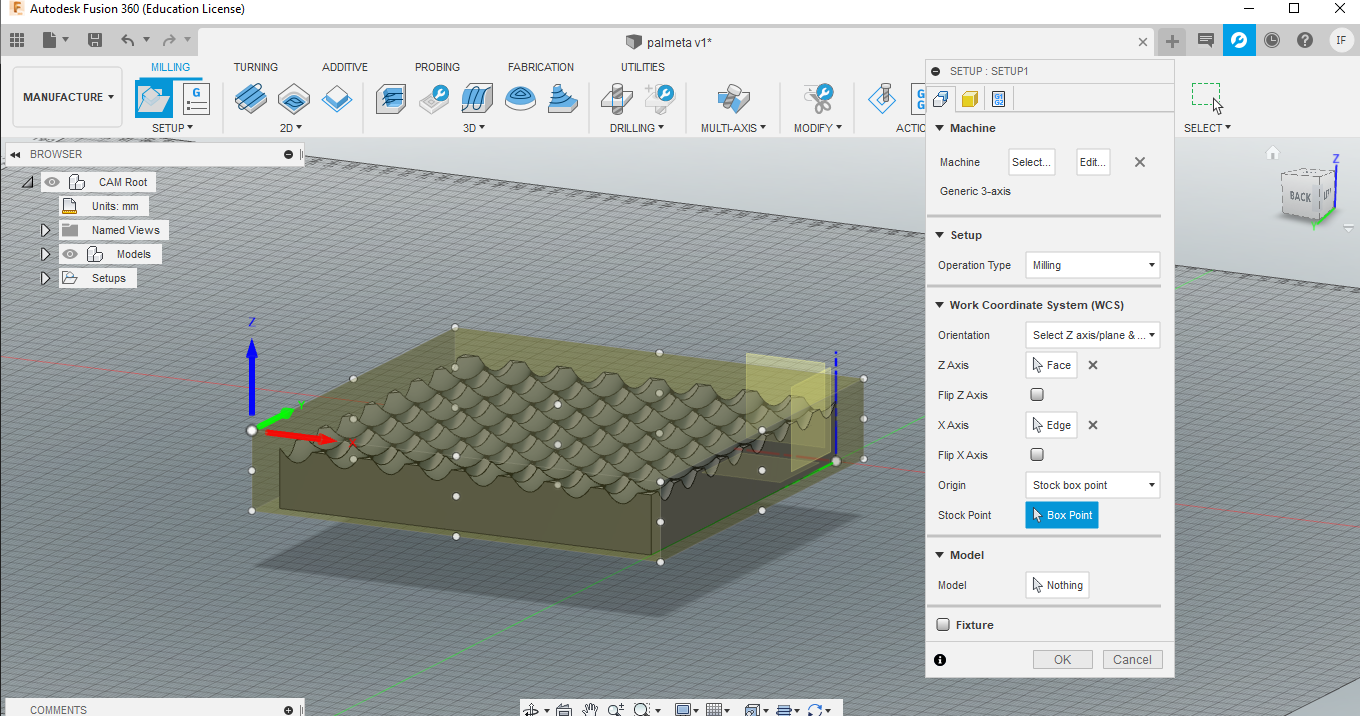 Autodesk Fusion 360 (Education License)
palmeta v1*
IF
MILLING TURNING ADDITIVE PROBING FABRICATION UTILITIES
MANUFACTURE
SETUP 2D 3D DRILLING MULTI-AXIS MODIFY ACTIO SELECT
BROWSER
CAM Root
Units: mm
Named Views
Models
Setups
SETUP : SETUP1
Machine
Machine Select... Edit...
Generic 3-axis
Setup
Operation Type Milling
Work Coordinate System (WCS)
Orientation Select Z axis/plane & ...
Z Axis Face
Flip Z Axis
X Axis Edge
Flip X Axis
Origin Stock box point
Stock Point Box Point
Model
Model Nothing
Fixture
OK Cancel
Z
BACK
Z
Y
X
COMMENTS